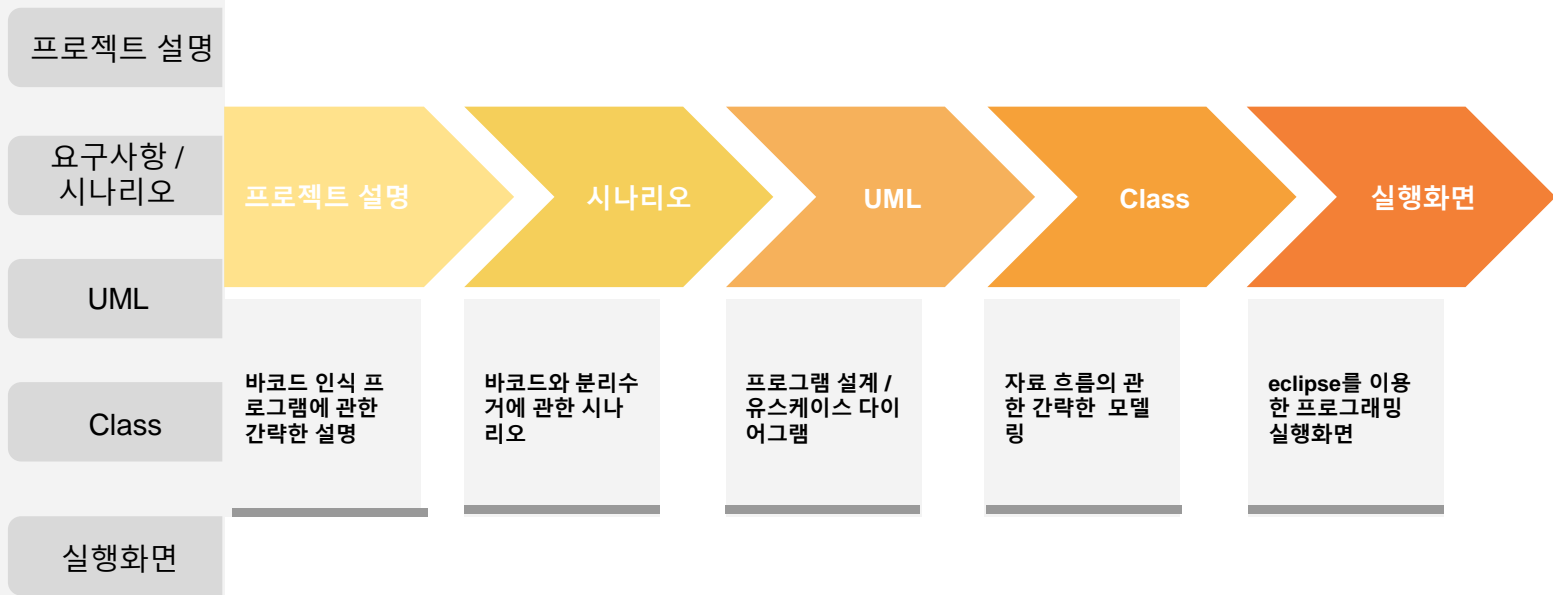 프로젝트 설명
요구사항 /
시나리오
UML
Class
실행화면
프로젝트 설명
시나리오
UML
Class
실행화면
바코드 인식 프
로그램에 관한
간략한 설명
바코드와 분리수
거에 관한 시나
리오
프로그램 설계 /
유스케이스 다이
어그램
자료 흐름의 관
한 간략한 모델
링
eclipse를 이용
한 프로그래밍
실행화면